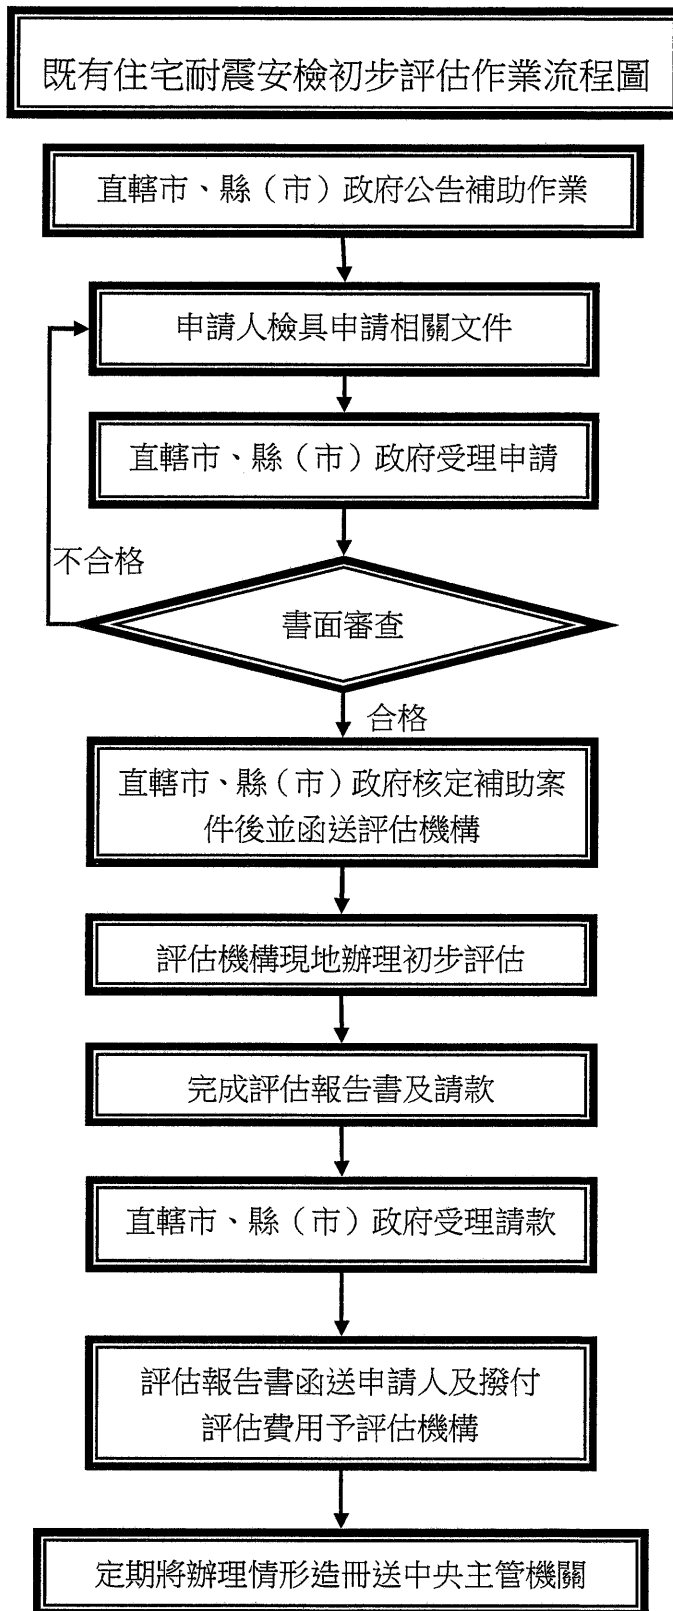 既有住宅耐震安檢初步評估作業流程圖
直轄市、縣（市）政府公告補助作業
申請人檢具申請相關文件
直轄市、縣（市）政府受理申請
不合格
書面審查
合格
直轄市、縣（市）政府核定補助案
件後並函送評估機構
評估機構現地辦理初步評估
完成評估報告書及請款
直轄市、縣（市）政府受理請款
評估報告書函送申請人及撥付
評估費用予評估機構
定期將辦理情形造冊送中央主管機關